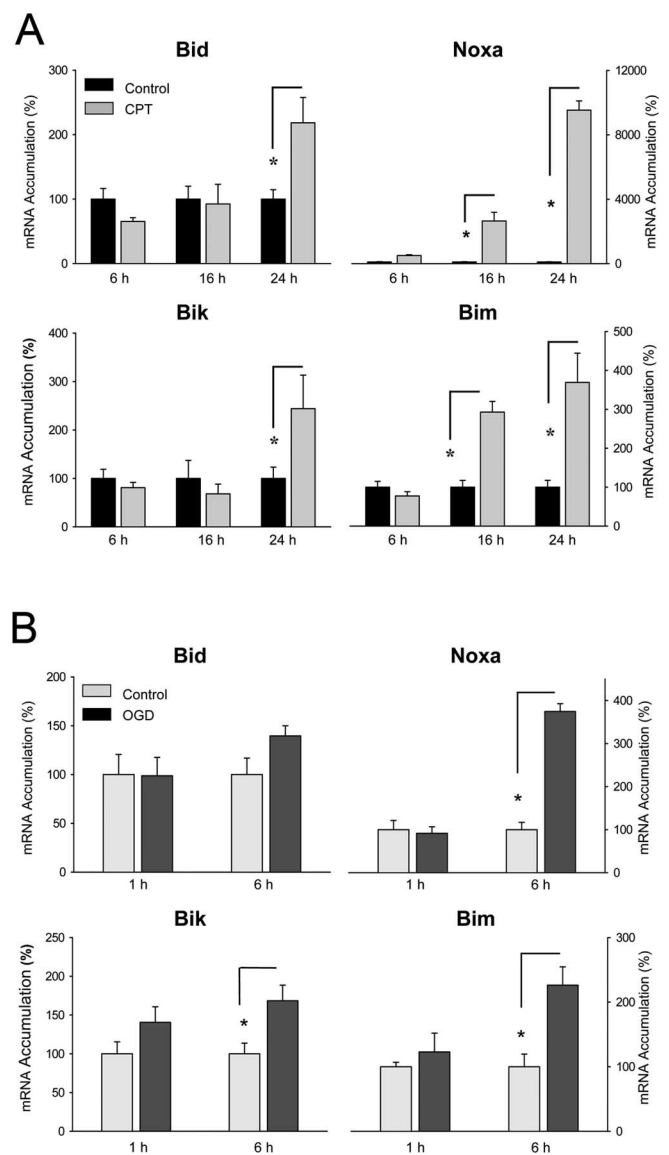 A
Bid
Noxa
mRNA Accumulation (%)
300
200
100
0
Control
CPT
*
6 h
16 h
24 h
*
*
6 h
16 h
24 h
12000
8000
4000
0
mRNA Accumulation (%)
Bik
Bim
mRNA Accumulation (%)
400
300
200
100
0
*
6 h
16 h
24 h
*
*
6 h
16 h
24 h
500
400
300
200
100
0
mRNA Accumulation (%)
B
Bid
Noxa
mRNA Accumulation (%)
200
150
100
50
0
Control
OGD
1 h
6 h
*
1 h
6 h
400
300
200
100
0
mRNA Accumulation (%)
Bik
Bim
mRNA Accumulation (%)
250
200
150
100
50
0
*
1 h
6 h
*
1 h
6 h
300
200
100
0
mRNA Accumulation (%)